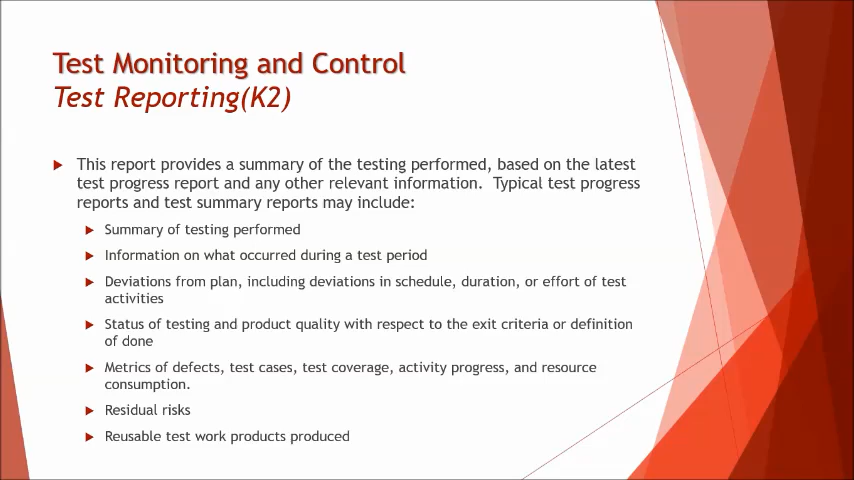 Test Monitoring and Control
Test Reporting(K2)
This report provides a summary of the testing performed, based on the latest
test progress report and any other relevant information.  Typical test progress
reports and test summary reports may include:
Summary of testing performed
Information on what occurred during a test period
Deviations from plan, including deviations in schedule, duration, or effort of test
activities
Status of testing and product quality with respect to the exit criteria or definition
of done
Metrics of defects, test cases, test coverage, activity progress, and resource
consumption.
Residual risks
Reusable test work products produced